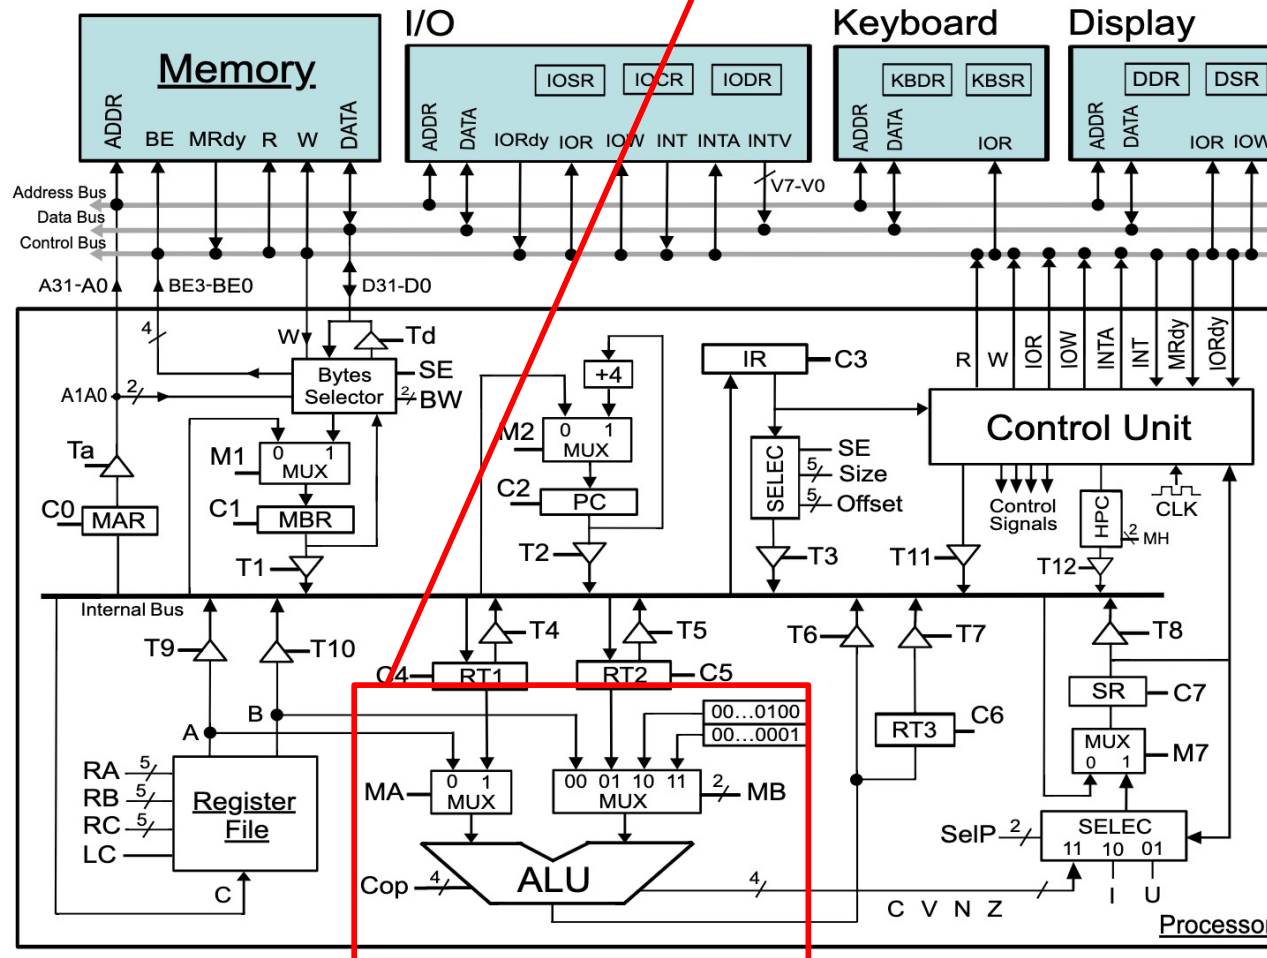 I/O
Keyboard
Display
Memory
IOSR
IOCR
IODR
KBDR
KBSR
DDR
DSR
ADDR
BE
MRdy
R
W
DATA
ADDR
DATA
IORdy
IOR
IOW
INT
INTA
INTV
ADDR
DATA
IOR
ADDR
DATA
IOR
IOW
V7-V0
Address Bus
Data Bus
Control Bus
A31-A0
BE3-BE0
D31-D0
4
W
Td
Bytes
Selector
SE
2
BW
A1A0
2
+4
IR
C3
R
W
IOR
IOW
INTA
INT
MRdy
IORdy
Control Unit
Ta
M1
0 1
MUX
M2
0 1
MUX
SELEC
SE
5
Size
5
Offset
Control
Signals
HPC
2
MH
CLK
C0
MAR
C1
MBR
C2
PC
T1
T2
T3
T11
T12
Internal Bus
T9
T10
T4
T5
T6
T7
T8
C4
RT1
RT2
C5
SR
C7
A
B
00...0100
00...0001
RT3
C6
MUX
0 1
M7
RA
5
RB
5
RC
5
LC
Register
File
C
MA
0 1
MUX
00 01 10 11
MUX
2
MB
ALU
Cop
4
4
C V N Z
SelP
2
SELEC
11 10 01
I U
Processor